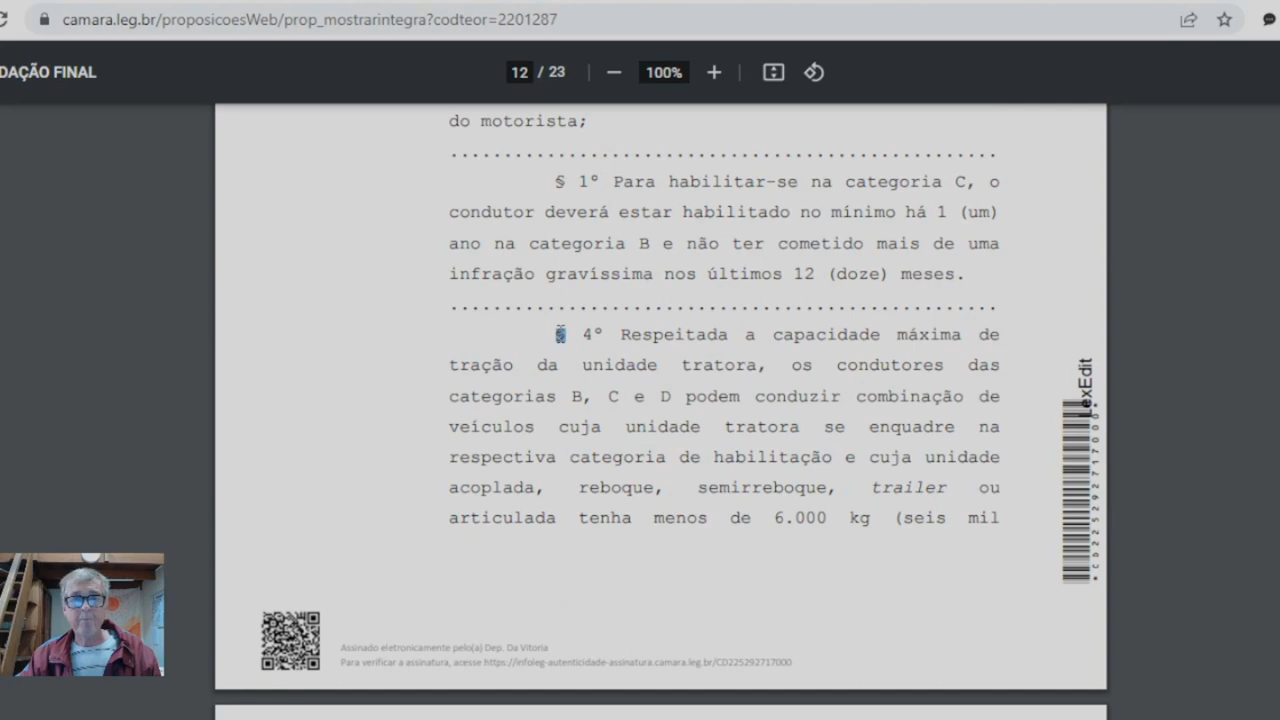 camara.leg.br/proposicoesWeb/prop_mostrarintegra?codteor=2201287
DAÇÃO FINAL
12 / 23
100%
do motorista;
...................................................
§ 1º Para habilitar-se na categoria C, o
condutor deverá estar habilitado no mínimo há 1 (um)
ano na categoria B e não ter cometido mais de uma
infração gravíssima nos últimos 12 (doze) meses.
...................................................
§ 4º Respeitada a capacidade máxima de
tração da unidade tratora, os condutores das
categorias B, C e D podem conduzir combinação de
veículos cuja unidade tratora se enquadre na
respectiva categoria de habilitação e cuja unidade
acoplada, reboque, semirreboque, trailer ou
articulada tenha menos de 6.000 kg (seis mil
LexEdit
*CD225292717000*
Assinado eletronicamente pelo(a) Dep. Da Vitoria
Para verificar a assinatura, acesse https://infoleg-autenticidade-assinatura.camara.leg.br/CD225292717000